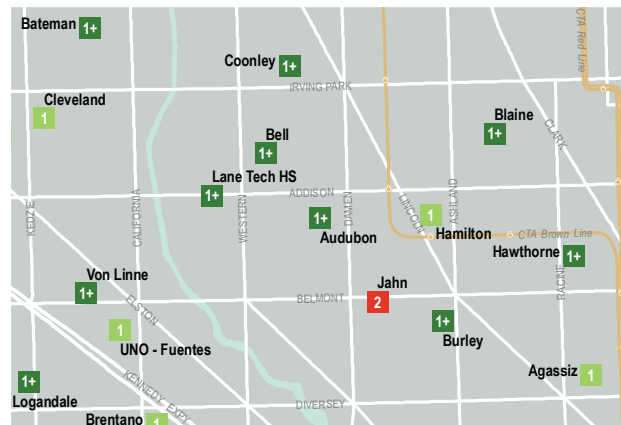 Bateman
1+
Coonley
1+
CTA Red Line
IRVING PARK
Cleveland
1
Blaine
1+
CLARK
Bell
1+
Lane Tech HS
1+
ADDISON
KEDZIE
CALIFORNIA
WESTERN
DAMEN
LINCOLN
ASHLAND
Audubon
1+
1
Hamilton
CTA Brown Line
Hawthorne
1+
RACINE
Von Linne
1+
ELSTON
BELMONT
Jahn
2
1
UNO - Fuentes
1+
Burley
1+
Logandale
KENNEDY EXPY
Agassiz
1
DIVERSEY
Brentano
1